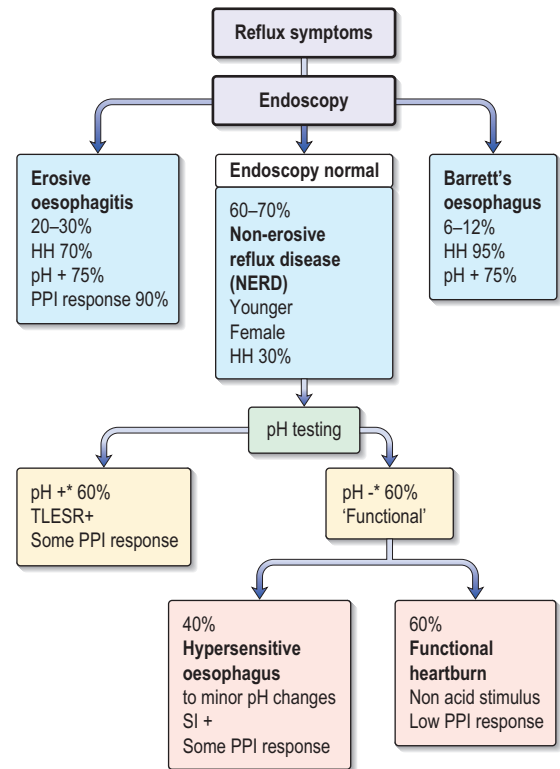 Reflux symptoms
Endoscopy
Erosive
oesophagitis
20–30%
HH 70%
pH + 75%
PPI response 90%
Endoscopy normal
60–70%
Non-erosive
reflux disease
(NERD)
Younger
Female
HH 30%
Barrett's
oesophagus
6–12%
HH 95%
pH + 75%
pH testing
pH +* 60%
TLESR+
Some PPI response
pH -* 60%
‘Functional’
40%
Hypersensitive
oesophagus
to minor pH changes
SI +
Some PPI response
60%
Functional
heartburn
Non acid stimulus
Low PPI response